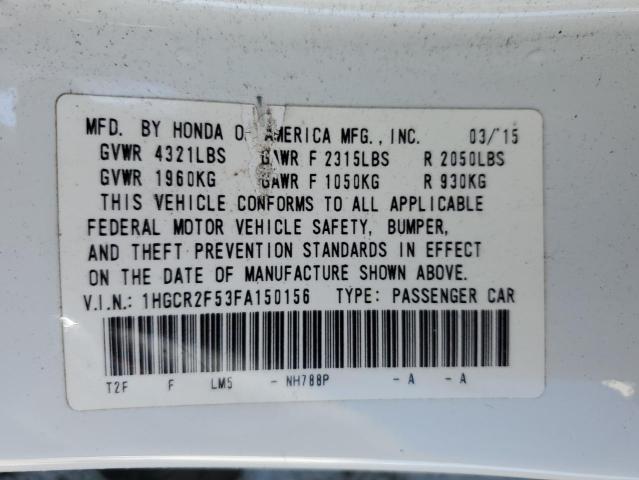 MFD. BY HONDA O AMERICA MFG., INC. 03/15
GVWR 4321LBS GAWR F 2315LBS R 2050LBS
GVWR 1960KG GAWR F 1050KG R 930KG
THIS VEHICLE CONFORMS TO ALL APPLICABLE
FEDERAL MOTOR VEHICLE SAFETY, BUMPER,
AND THEFT PREVENTION STANDARDS IN EFFECT
ON THE DATE OF MANUFACTURE SHOWN ABOVE.
V.I.N.: 1HGCR2F53FA150156 TYPE: PASSENGER CAR
T2F F LM5 - NH788P - A - A